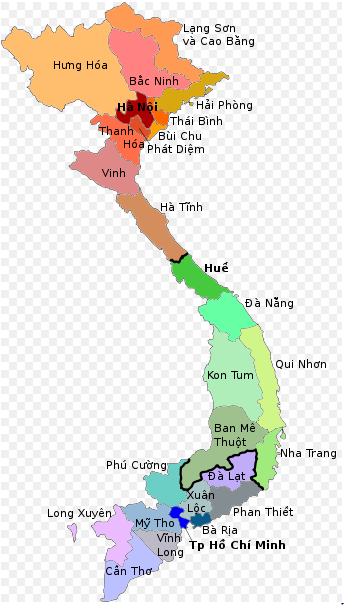 Lạng Sơn
và Cao Bằng
Hưng Hóa
Bắc Ninh
Hà Nội
Hải Phòng
Thái Bình
Thanh
Hóa
Bùi Chu
Phát Diệm
Vinh
Hà Tĩnh
Huế
Đà Nẵng
Qui Nhơn
Kon Tum
Ban Mê
Thuột
Nha Trang
Phú Cường
Đà Lạt
Xuân
Lộc
Phan Thiết
Long Xuyên
Mỹ Tho
Bà Rịa
Vĩnh
Long
Tp Hồ Chí Minh
Cần Thơ